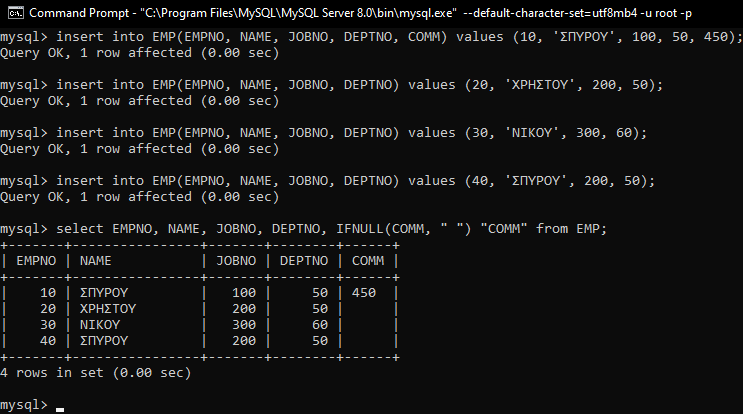 Command Prompt - "C:\Program Files\MySQL\MySQL Server 8.0\bin\mysql.exe"  --default-character-set=utf8mb4 -u root -p
mysql> insert into EMP(EMPNO, NAME, JOBNO, DEPTNO, COMM) values (10, 'ΣΠΥΡΟΥ', 100, 50, 450);
Query OK, 1 row affected (0.00 sec)

mysql> insert into EMP(EMPNO, NAME, JOBNO, DEPTNO) values (20, 'ΧΡΗΣΤΟΥ', 200, 50);
Query OK, 1 row affected (0.00 sec)

mysql> insert into EMP(EMPNO, NAME, JOBNO, DEPTNO) values (30, 'ΝΙΚΟΥ', 300, 60);
Query OK, 1 row affected (0.00 sec)

mysql> insert into EMP(EMPNO, NAME, JOBNO, DEPTNO) values (40, 'ΣΠΥΡΟΥ', 200, 50);
Query OK, 1 row affected (0.00 sec)

mysql> select EMPNO, NAME, JOBNO, DEPTNO, IFNULL(COMM, " ") "COMM" from EMP;
+-------+----------------+-------+--------+------+
| EMPNO | NAME           | JOBNO | DEPTNO | COMM |
+-------+----------------+-------+--------+------+
|    10 | ΣΠΥΡΟΥ         |   100 |     50 | 450  |
|    20 | ΧΡΗΣΤΟΥ        |   200 |     50 |      |
|    30 | ΝΙΚΟΥ          |   300 |     60 |      |
|    40 | ΣΠΥΡΟΥ         |   200 |     50 |      |
+-------+----------------+-------+--------+------+
4 rows in set (0.00 sec)

mysql> _